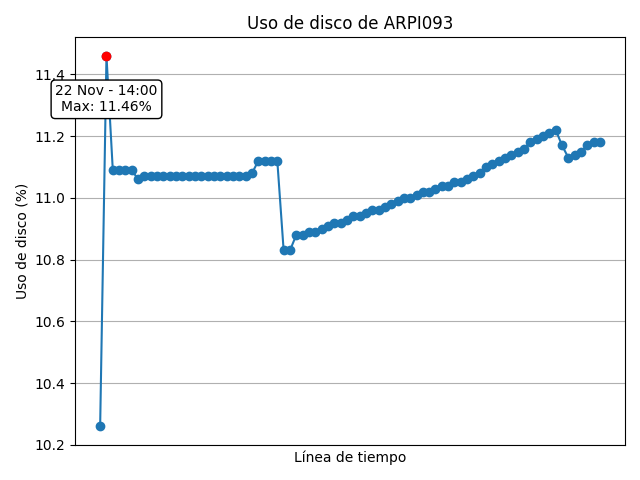 Uso de disco de ARPI093
11.4
22 Nov - 14:00
Max: 11.46%
11.2
11.0
10.8
10.6
10.4
10.2
Uso de disco (%)
Línea de tiempo